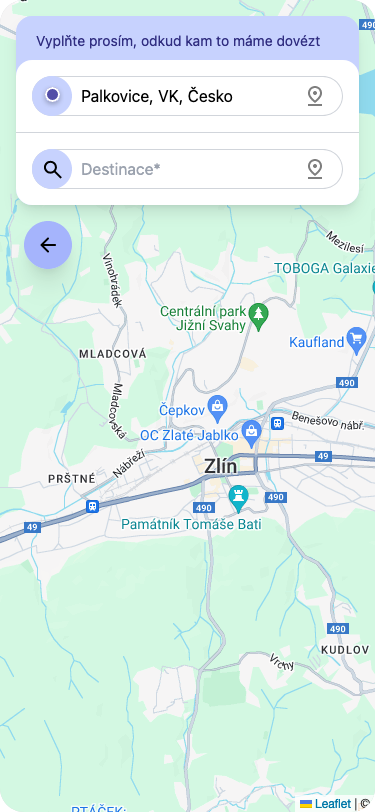 Vyplňte prosím, odkud kam to máme dovézt
490
Palkovice, VK, Česko
Destinace*
Mezilesí
Vinohrádek
TOBOGA Galaxie
Centrální park
Jižní Svahy
Kaufland
MLADCOVÁ
490
Mladcovská
Čepkov
Benešovo nábř.
OC Zlaté Jablko
Nábřeží
49
Zlín
PRŠTNÉ
490
490
Památník Tomáše Bati
49
490
KUDLOV
Vrchy
PTÁČEK:
Leaflet | ©